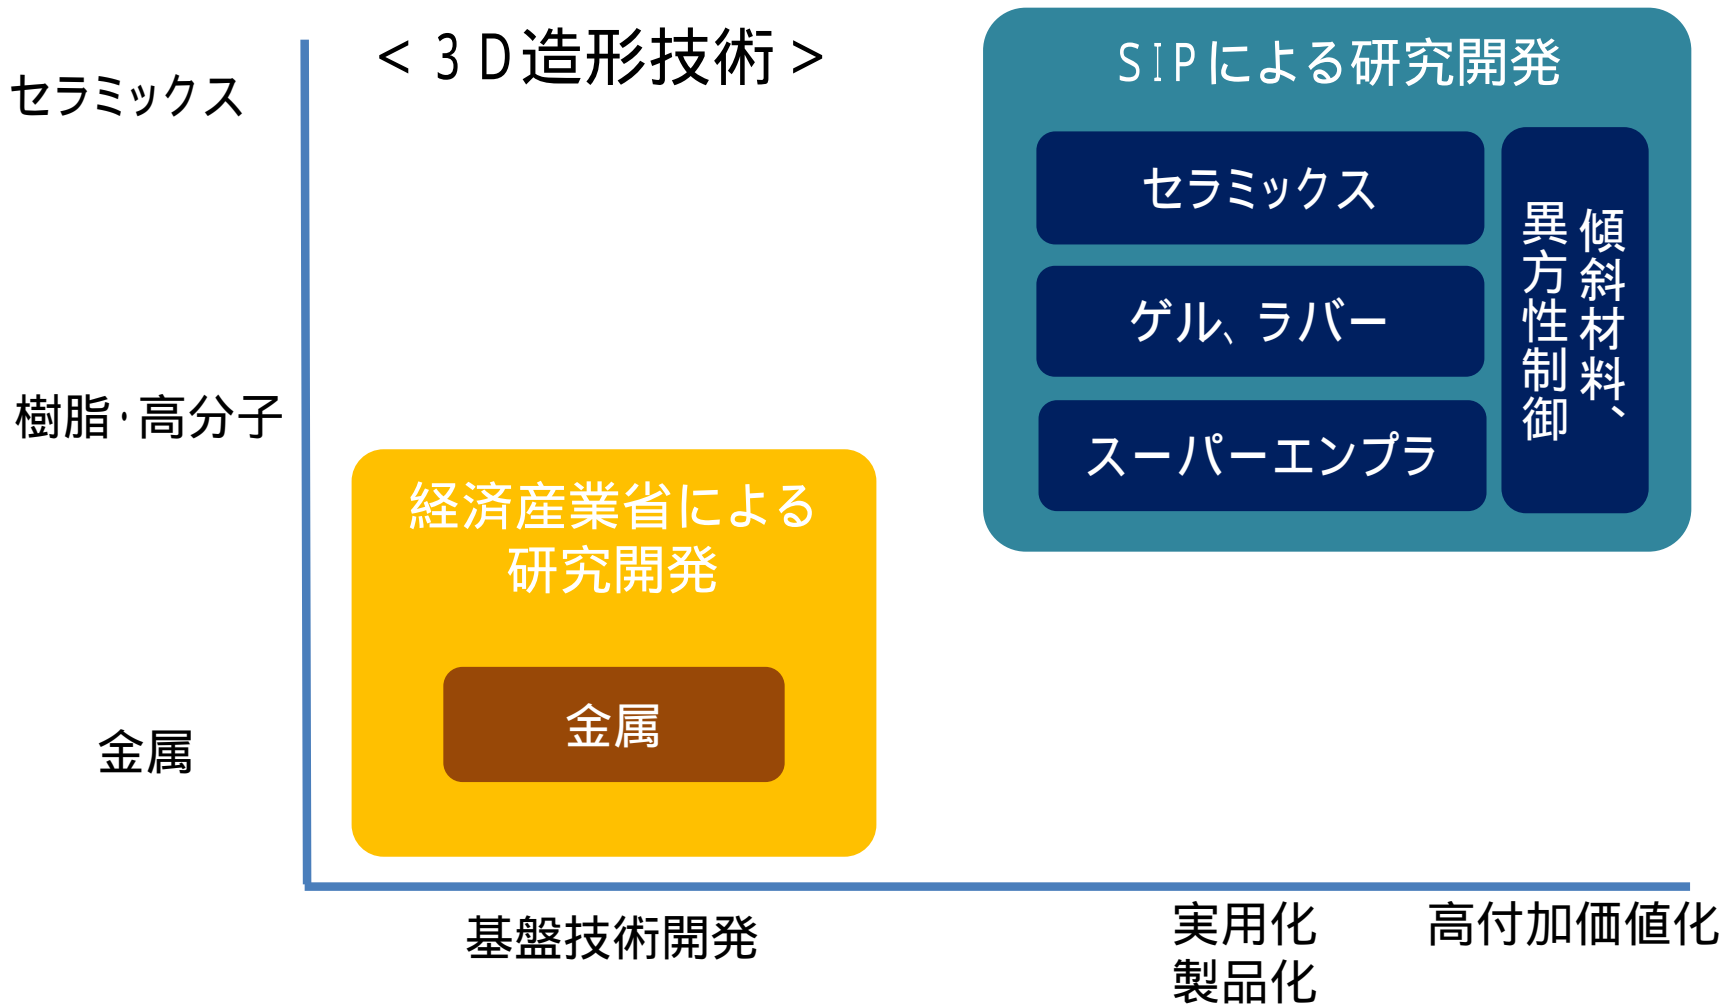 <３Ｄ造形技術>
セラミックス
樹脂・高分子
金属
経済産業省による
研究開発
金属
ＳＩＰによる研究開発
セラミックス
ゲル、ラバー
スーパーエンプラ
傾斜材料、
異方性制御
基盤技術開発
実用化
製品化
高付加価値化